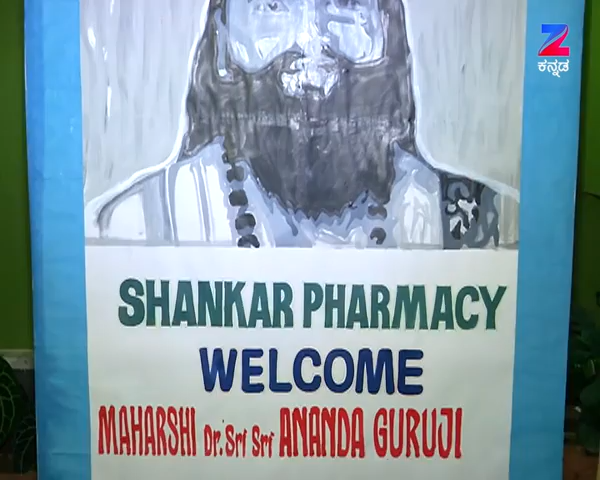 ಕನ್ನಡ
SHANKAR PHARMACY
WELCOME
MAHARSHI Dr. Sri Sri ANANDA GURUJI